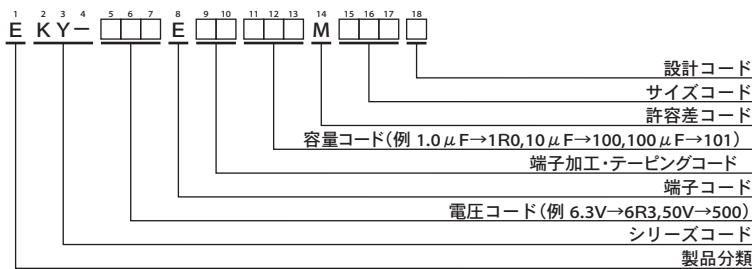 1 2 3 4 5 6 7 8 9 10 11 12 13 14 15 16 17 18
E K Y － □□□ E □□ □□□ M □□□ □
設計コード
サイズコード
許容差コード
容量コード(例 1.0μF→1R0,10μF→100,100μF→101)
端子加工・テーピングコード
端子コード
電圧コード(例 6.3V→6R3,50V→500)
シリーズコード
製品分類